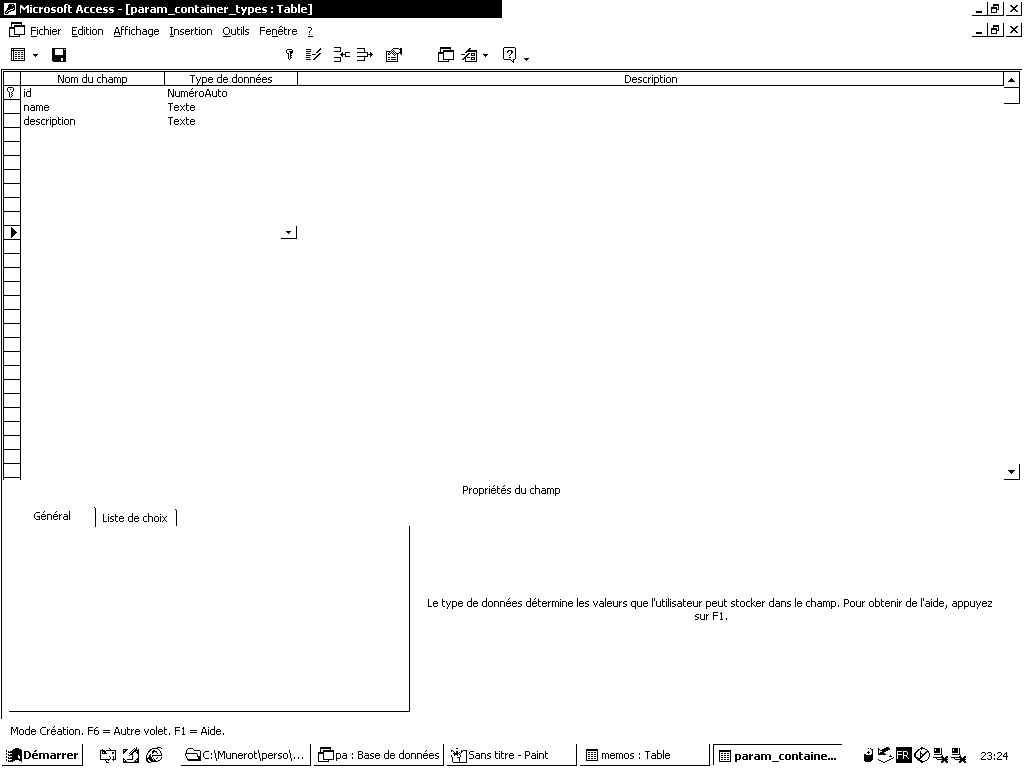 Microsoft Access - [param_container_types : Table]
Fichier Edition Affichage Insertion Outils Fenêtre ?
Nom du champ Type de données Description
id NuméroAuto
name Texte
description Texte
Propriétés du champ
Général Liste de choix
Le type de données détermine les valeurs que l'utilisateur peut stocker dans le champ. Pour obtenir de l'aide, appuyez
sur F1.
Mode Création. F6 = Autre volet. F1 = Aide.
Démarrer C:\Munerot\perso\... pa : Base de données Sans titre - Paint memos : Table param_containe... FR 23:24